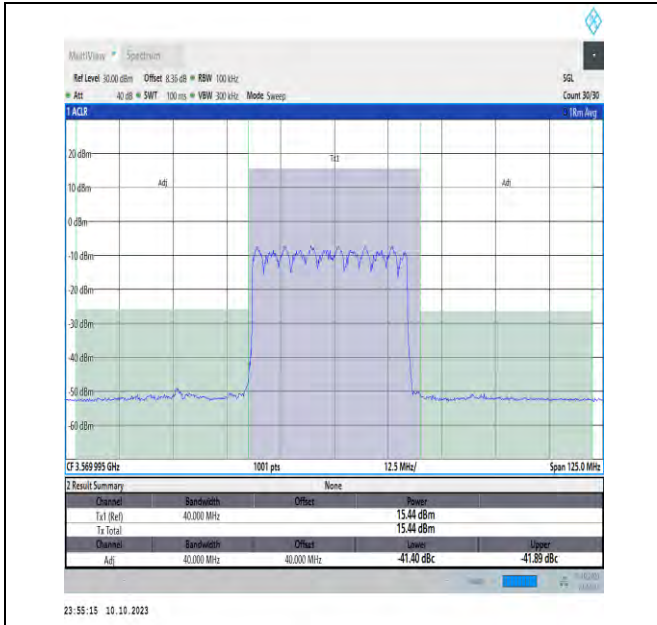 MultiView Spectrum
Ref Level 30.00 dBm Offset 8.36 dB RBW 100 kHz SGL
Att 40 dB SWT 100 ms VBW 300 kHz Mode Sweep Count 30/30
1 ACLR 1Rm Avg
20 dBm
Tx1
10 dBm Adj Adj
0 dBm
-10 dBm
-20 dBm
-30 dBm
-40 dBm
-50 dBm
-60 dBm
CF 3.569 995 GHz 1001 pts 12.5 MHz/ Span 125.0 MHz
2 Result Summary None
Channel Bandwidth Offset Power
Tx1 (Ref) 40.000 MHz 15.44 dBm
Tx Total 15.44 dBm
Channel Bandwidth Offset Lower Upper
Adj 40.000 MHz 40.000 MHz -41.40 dBc -41.89 dBc
23:55:15 10.10.2023